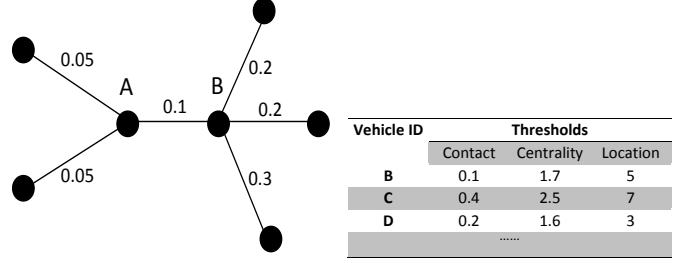 0.05
A
B
0.1
0.2
0.2
0.05
0.3
Vehicle ID Thresholds
Contact Centrality Location
B 0.1 1.7 5
C 0.4 2.5 7
D 0.2 1.6 3
......